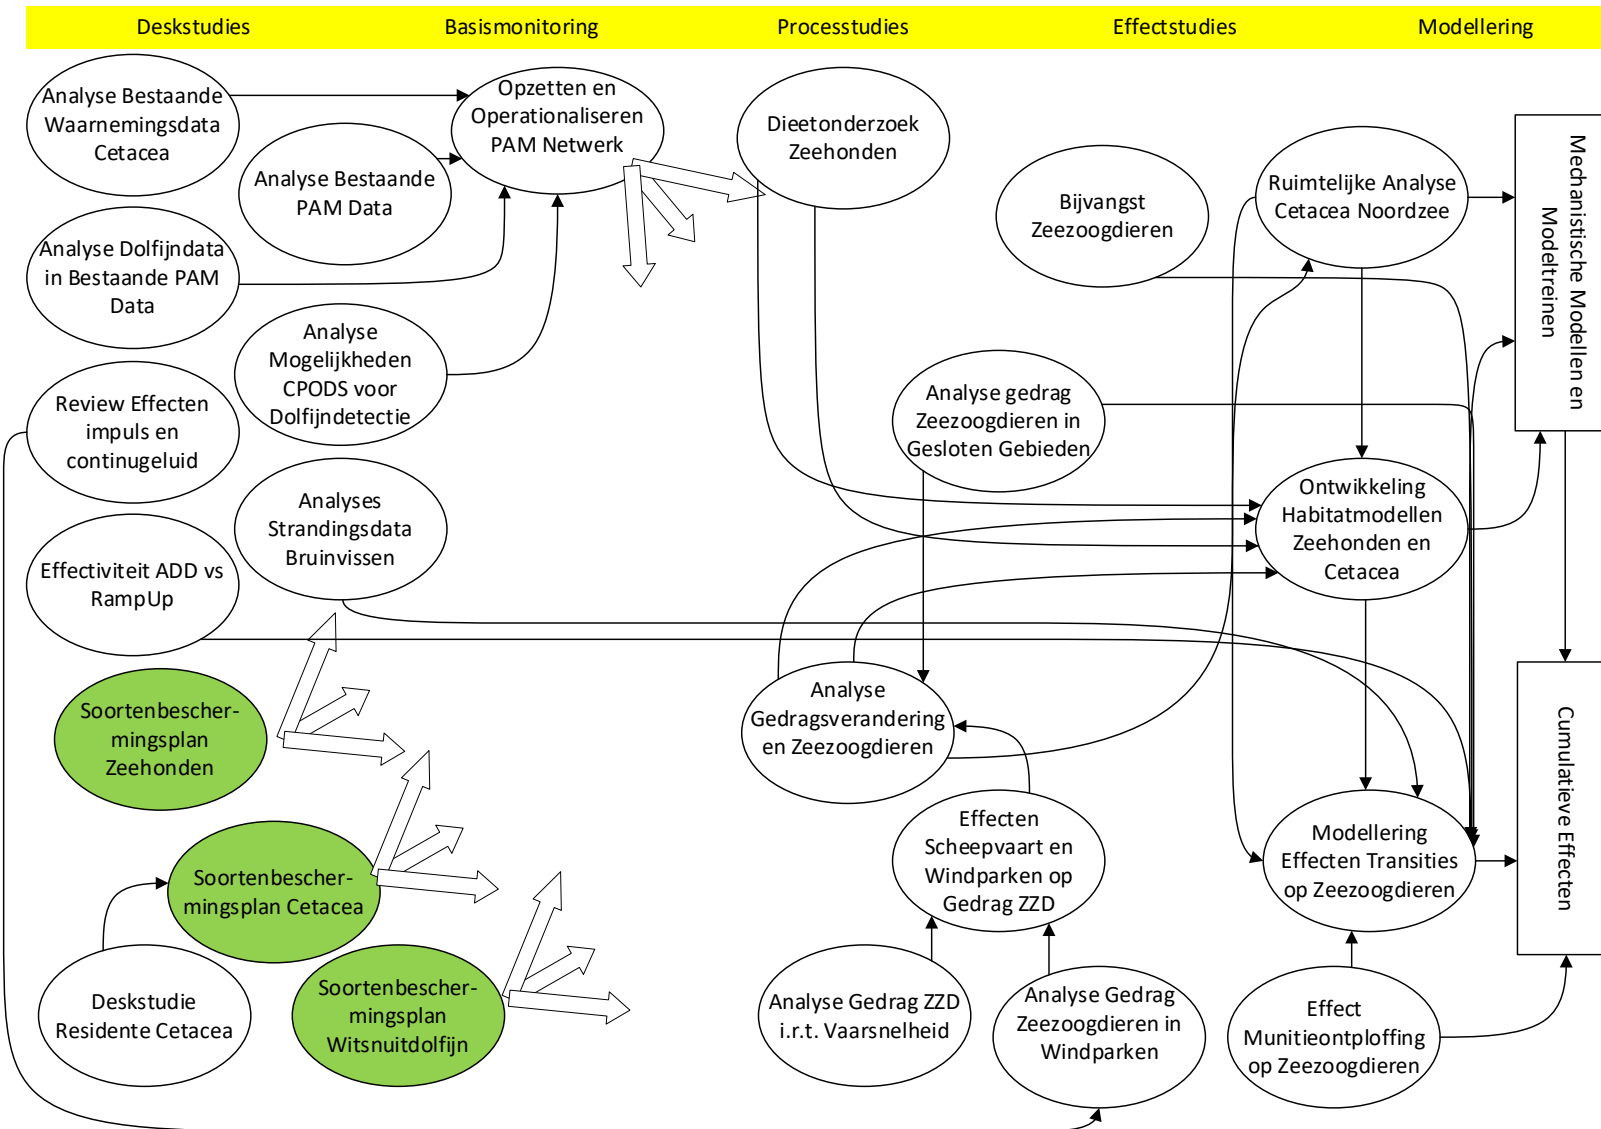 Deskstudies
Basismonitoring
Processtudies
Effectstudies
Modellering
Analyse Bestaande
Waarnemingsdata
Cetacea
Opzetten en
Operationaliseren
PAM Netwerk
Analyse Bestaande
PAM Data
Analyse Dolfijndata
in Bestaande PAM
Data
Analyse
Mogelijkheden
CPODS voor
Dolfijndetectie
Review Effecten
impuls en
continugeluid
Analyses
Strandingsdata
Bruinvissen
Effectiviteit ADD vs
RampUp
Soortenbescher-
mingsplan
Zeehonden
Soortenbescher-
mingsplan Cetacea
Deskstudie
Residente Cetacea
Soortenbescher-
mingsplan
Witsnuitdolfijn
Dieetonderzoek
Zeehonden
Bijvangst
Zeezoogdieren
Analyse gedrag
Zeezoogdieren in
Gesloten Gebieden
Analyse
Gedragsverandering
en Zeezoogdieren
Effecten
Scheepvaart en
Windparken op
Gedrag ZZD
Analyse Gedrag ZZD
i.r.t. Vaarsnelheid
Analyse Gedrag
Zeezoogdieren in
Windparken
Ruimtelijke Analyse
Cetacea Noordzee
Ontwikkeling
Habitatmodellen
Zeehonden en
Cetacea
Modellering
Effecten Transities
op Zeezoogdieren
Effect
Munitieontploffing
op Zeezoogdieren
Mechanistische Modellen en
Modeltreinen
Cumulatieve Effecten